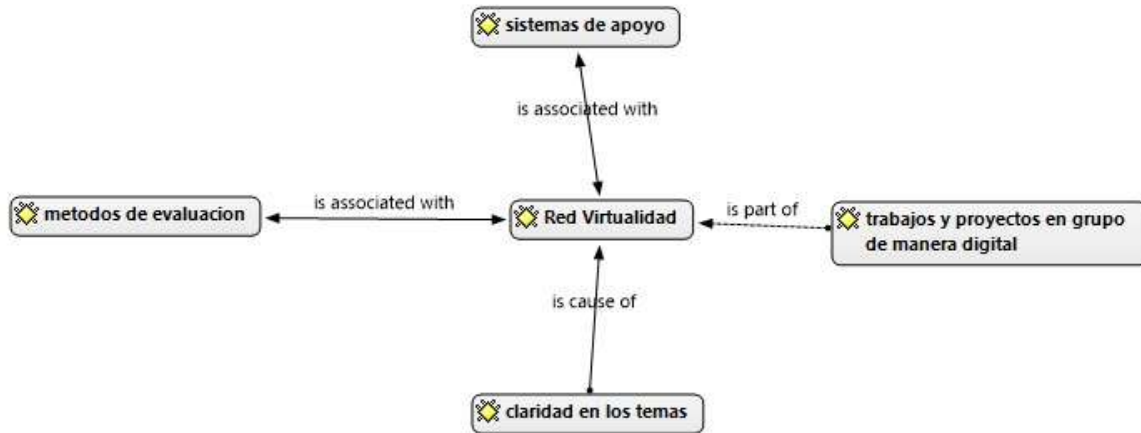 sistemas de apoyo
is associated with
metodos de evaluacion
is associated with
Red Virtualidad
is part of
trabajos y proyectos en grupo
de manera digital
is cause of
claridad en los temas